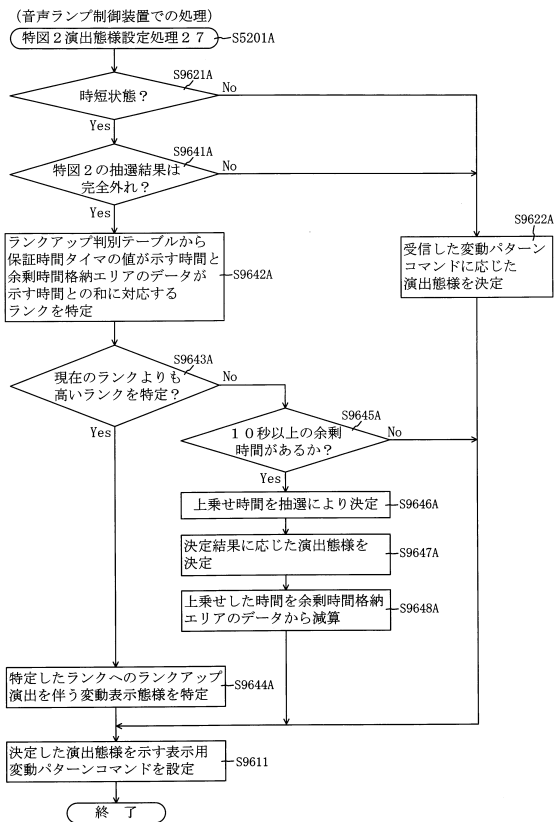 （音声ランプ制御装置での処理）
特図２演出態様設定処理２７
S5201A
S9621A
時短状態？
No
Yes
S9641A
特図２の抽選結果は
完全外れ？
No
Yes
S9622A
受信した変動パターン
コマンドに応じた
演出態様を決定
ランクアップ判別テーブルから
保証時間タイマの値が示す時間と
余剰時間格納エリアのデータが
示す時間との和に対応する
ランクを特定
S9642A
S9643A
現在のランクよりも
高いランクを特定？
No
Yes
S9645A
１０秒以上の余剰
時間があるか？
No
Yes
上乗せ時間を抽選により決定
S9646A
決定結果に応じた演出態様を
決定
S9647A
上乗せした時間を余剰時間格納
エリアのデータから減算
S9648A
特定したランクへのランクアップ
演出を伴う変動表示態様を特定
S9644A
決定した演出態様を示す表示用
変動パターンコマンドを設定
S9611
終 了